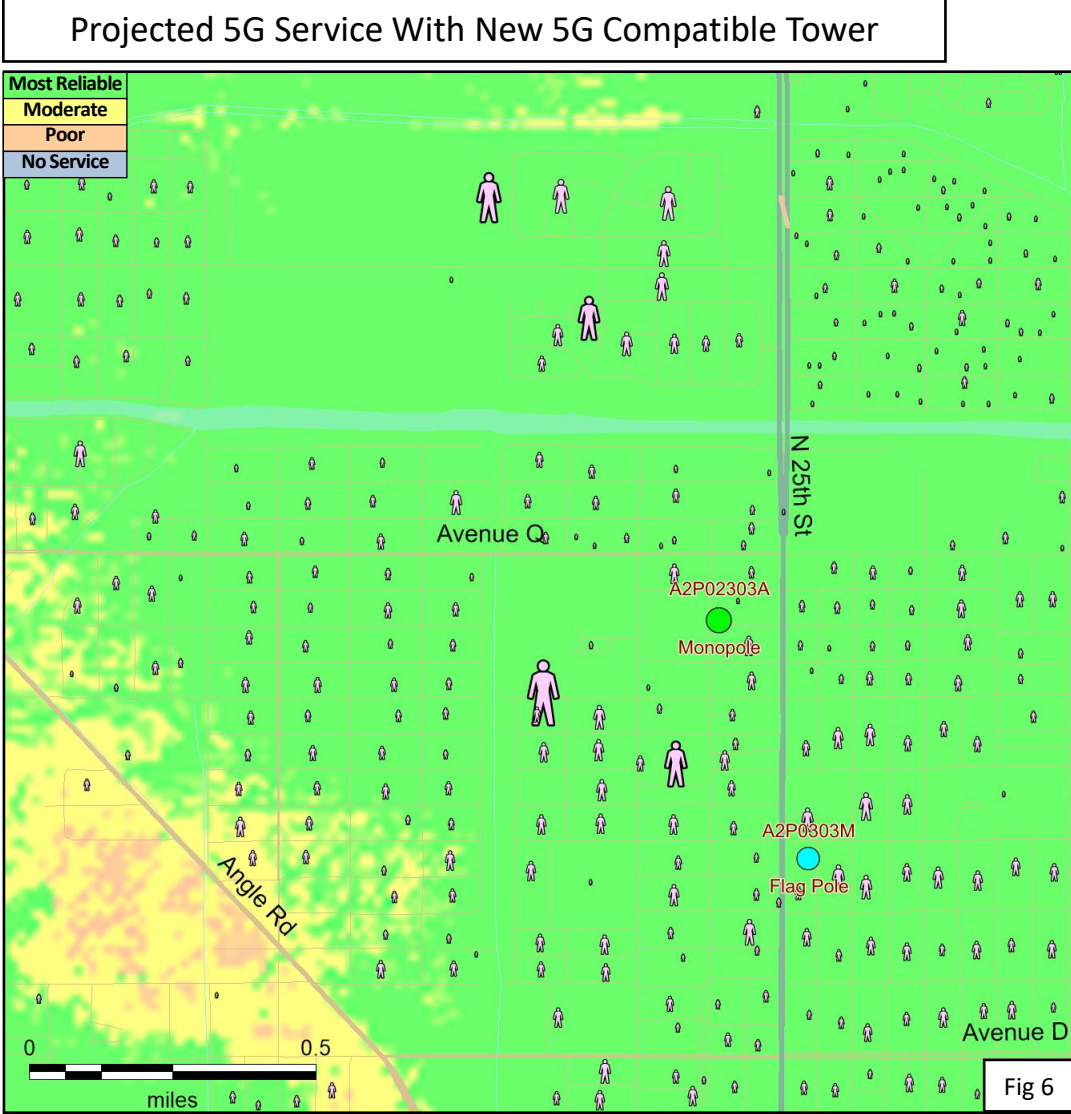 Projected 5G Service With New 5G Compatible Tower
Most Reliable
Moderate
Poor
No Service
N 25th St
Avenue Q
A2P02303A
Monopole
A2P0303M
Flag Pole
Angle Rd
Avenue D
0 0.5
miles
Fig 6